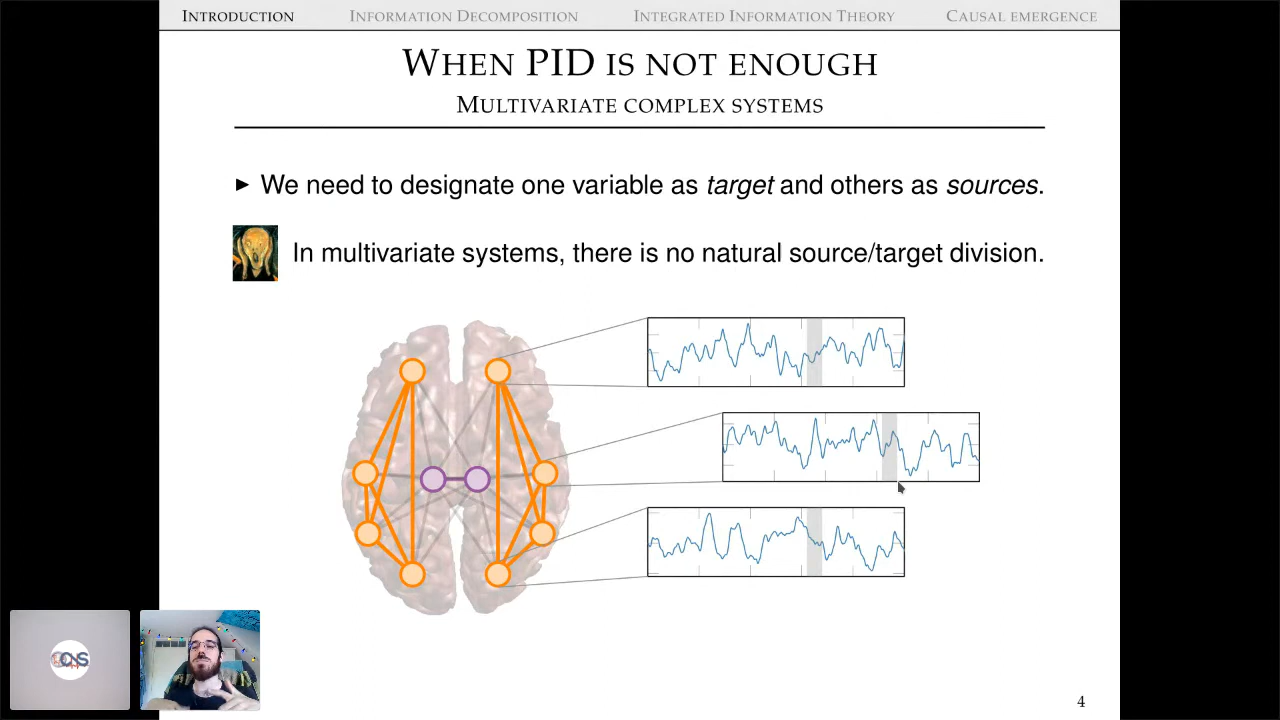 INTRODUCTION INFORMATION DECOMPOSITION INTEGRATED INFORMATION THEORY CAUSAL EMERGENCE
WHEN PID IS NOT ENOUGH
MULTIVARIATE COMPLEX SYSTEMS
▶ We need to designate one variable as target and others as sources.
In multivariate systems, there is no natural source/target division.
4